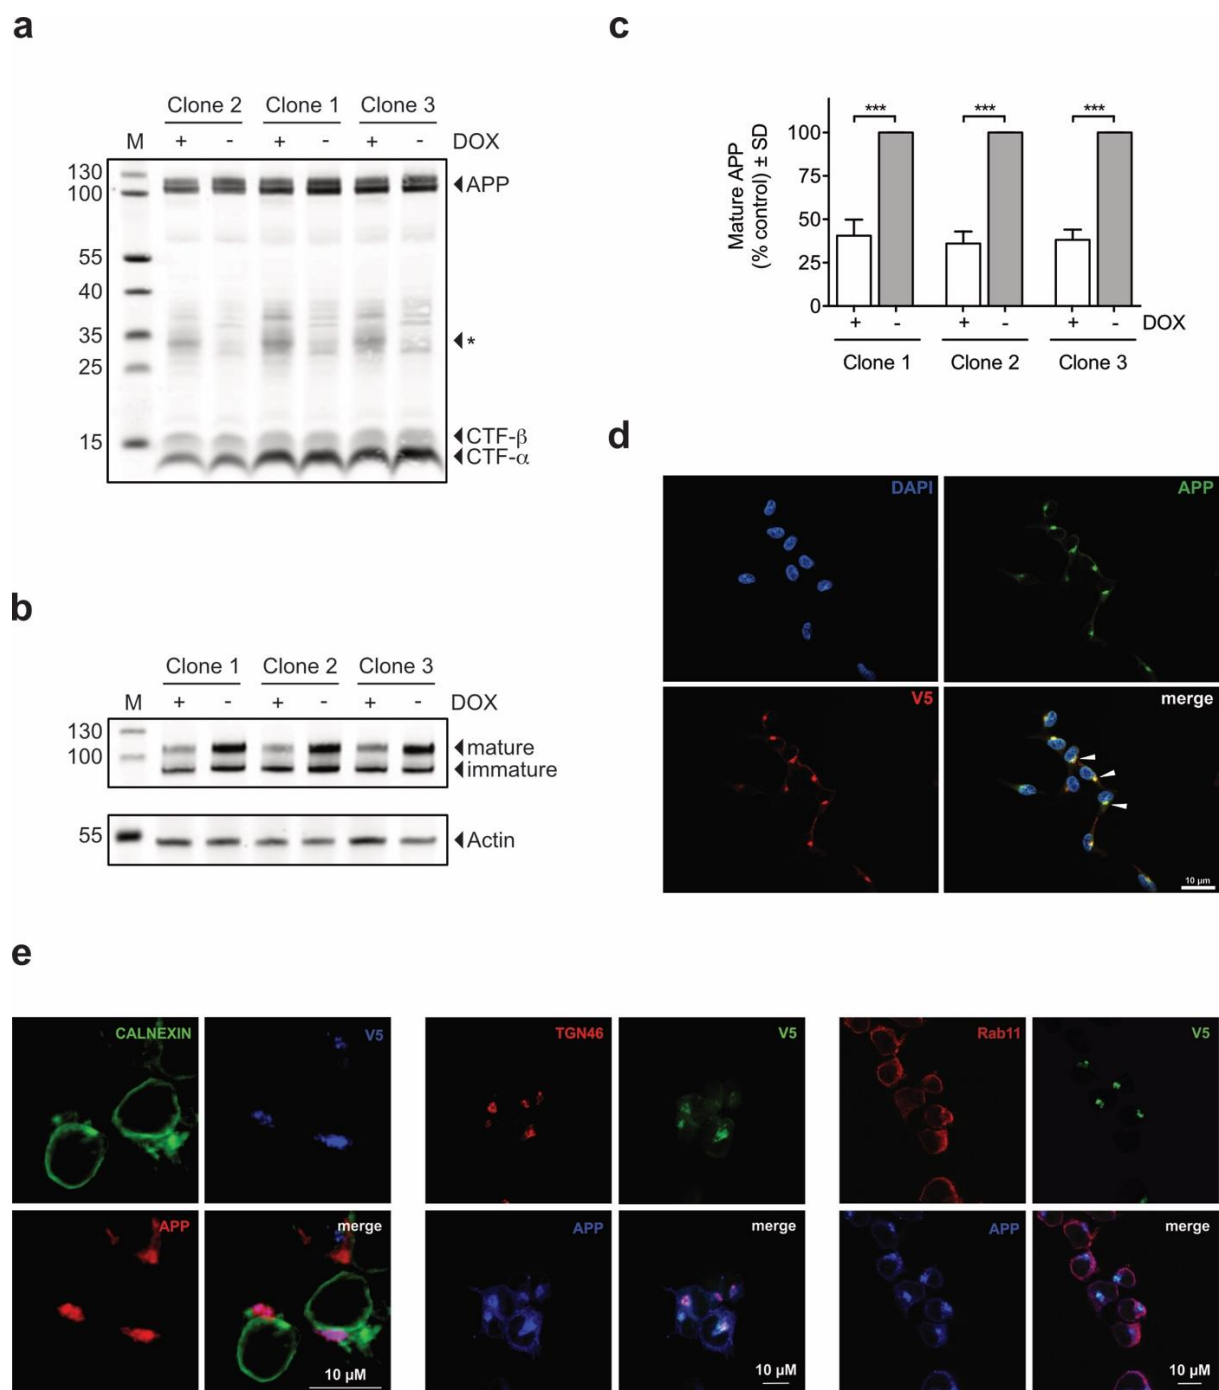 a
Clone 2 Clone 1 Clone 3
M + - + - + - DOX
130
100
APP
55
40
35
*
25
15
CTF-β
CTF-α
b
Clone 1 Clone 2 Clone 3
M + - + - + - DOX
130
100
mature
immature
55
Actin
c
Mature APP
(% control) ± SD
*** *** ***
100
75
50
25
0
+ - + - + - DOX
Clone 1 Clone 2 Clone 3
d
DAPI
APP
V5
merge
10 µm
e
CALNEXIN
V5
APP
merge
10 µM
TGN46
V5
APP
merge
10 µM
Rab11
V5
APP
merge
10 µM